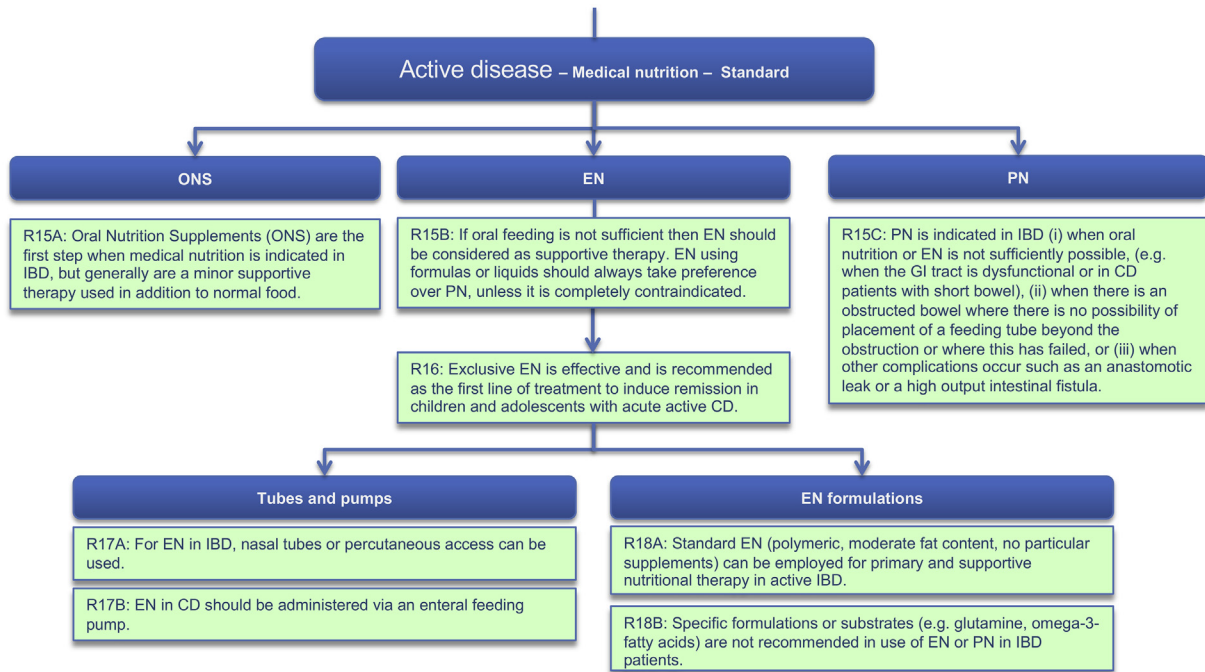 Active disease – Medical nutrition – Standard
ONS
EN
PN
R15A: Oral Nutrition Supplements (ONS) are the
first step when medical nutrition is indicated in
IBD, but generally are a minor supportive
therapy used in addition to normal food.
R15B: If oral feeding is not sufficient then EN should
be considered as supportive therapy. EN using
formulas or liquids should always take preference
over PN, unless it is completely contraindicated.
R15C: PN is indicated in IBD (i) when oral
nutrition or EN is not sufficiently possible, (e.g.
when the GI tract is dysfunctional or in CD
patients with short bowel), (ii) when there is an
obstructed bowel where there is no possibility of
placement of a feeding tube beyond the
obstruction or where this has failed, or (iii) when
other complications occur such as an anastomotic
leak or a high output intestinal fistula.
R16: Exclusive EN is effective and is recommended
as the first line of treatment to induce remission in
children and adolescents with acute active CD.
Tubes and pumps
R17A: For EN in IBD, nasal tubes or percutaneous access can be
used.
R17B: EN in CD should be administered via an enteral feeding
pump.
EN formulations
R18A: Standard EN (polymeric, moderate fat content, no particular
supplements) can be employed for primary and supportive
nutritional therapy in active IBD.
R18B: Specific formulations or substrates (e.g. glutamine, omega-3-
fatty acids) are not recommended in use of EN or PN in IBD
patients.